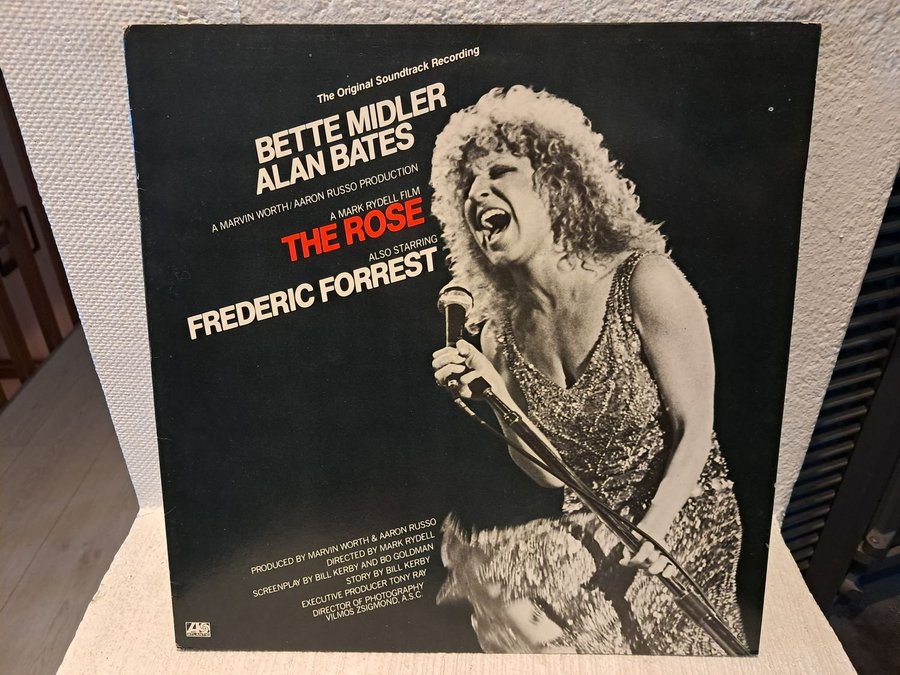 The Original Soundtrack Recording
BETTE MIDLER
ALAN BATES
A MARVIN WORTH/AARON RUSSO PRODUCTION
A MARK RYDELL FILM
THE ROSE
ALSO STARRING
FREDERIC FORREST
PRODUCED BY MARVIN WORTH & AARON RUSSO
DIRECTED BY MARK RYDELL
SCREENPLAY BY BILL KERBY AND BO GOLDMAN
STORY BY BILL KERBY
EXECUTIVE PRODUCER TONY RAY
DIRECTOR OF PHOTOGRAPHY
VILMOS ZSIGMOND, A.S.C